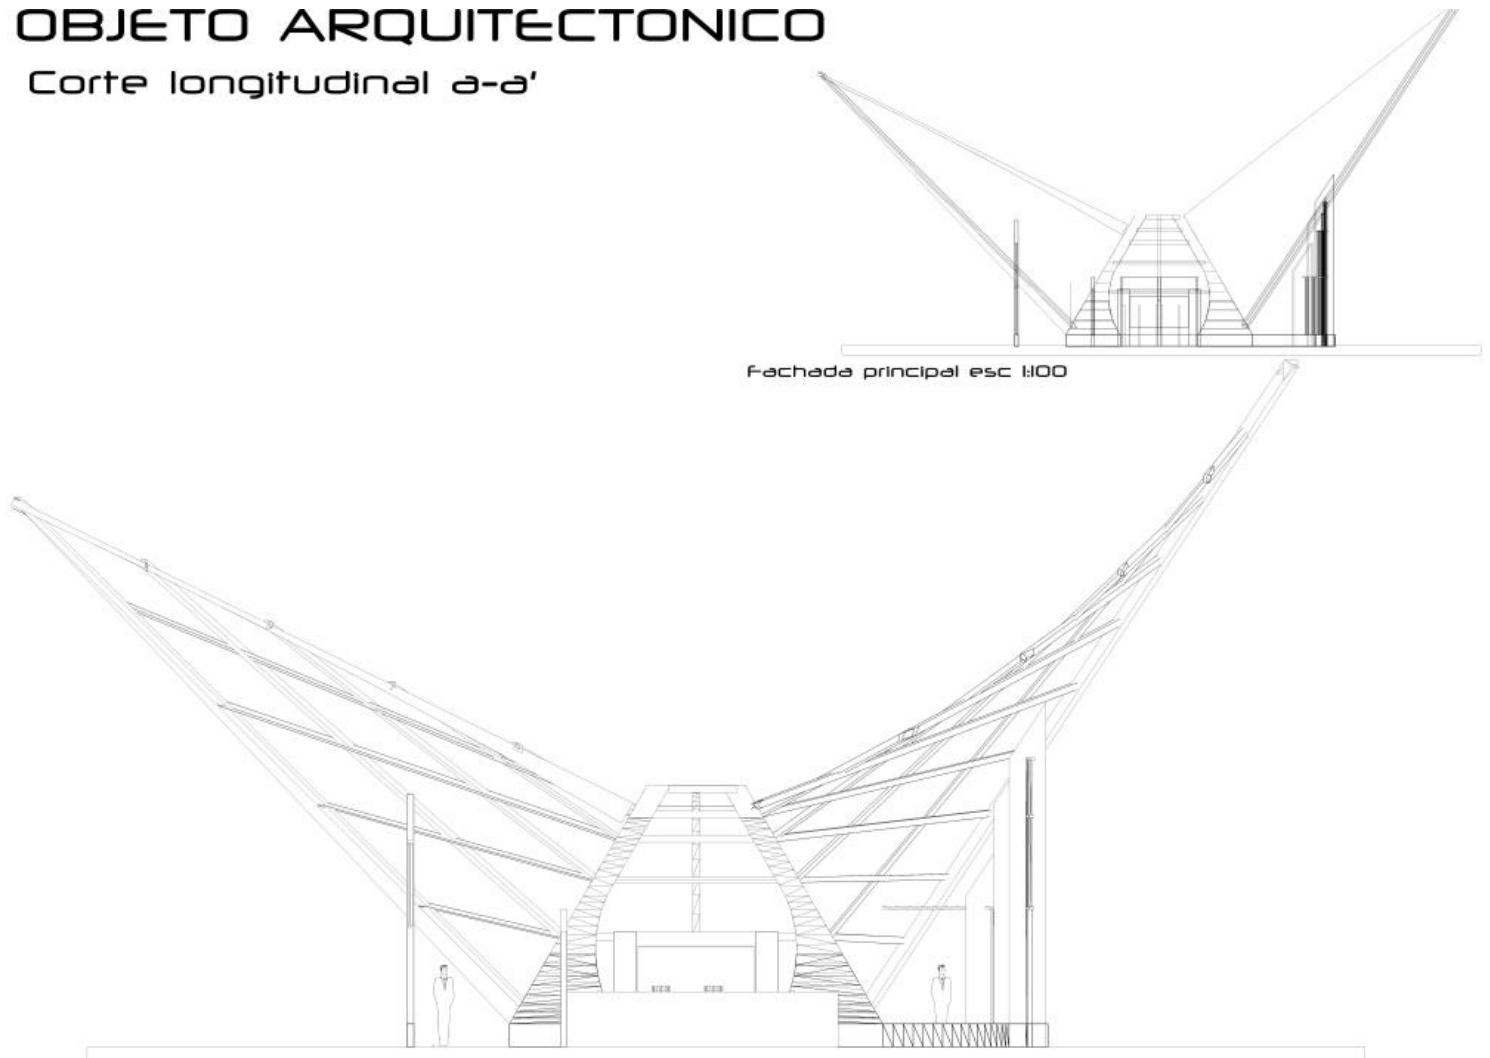 OBJETO ARQUITECTONICO
Corte longitudinal a-a'
Fachada principal esc 1:100